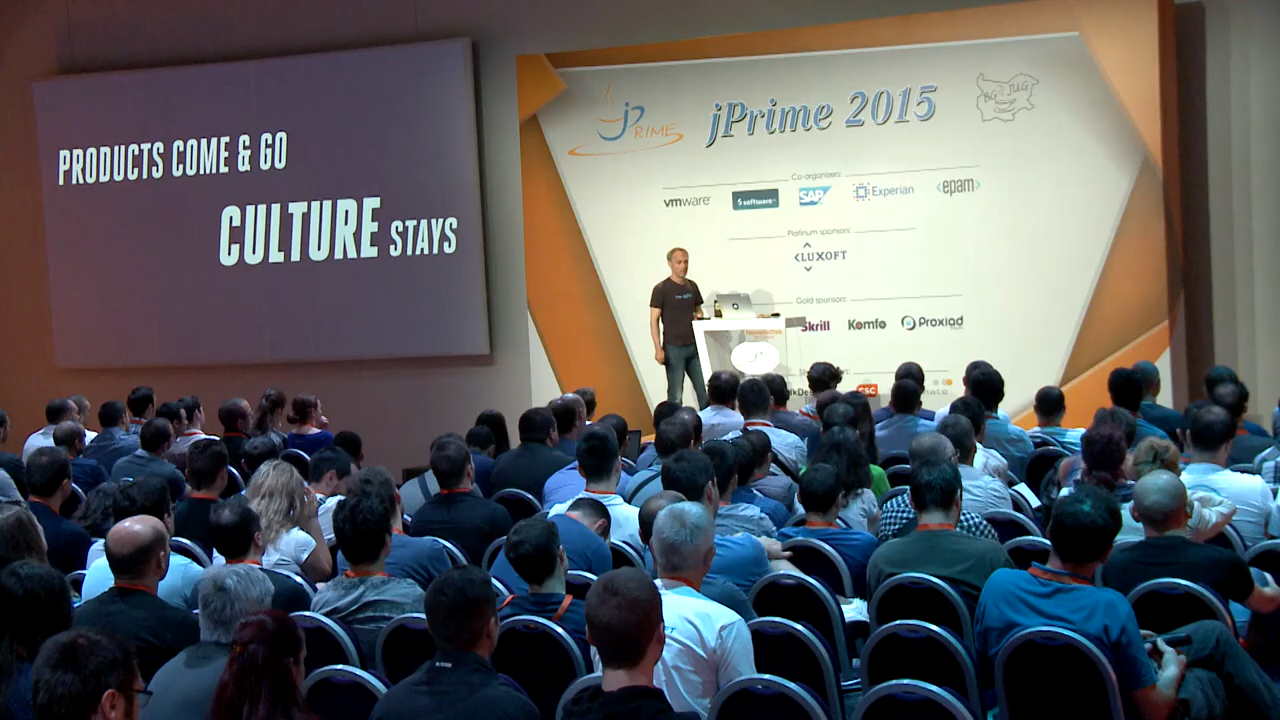 PRODUCTS COME & GO
CULTURE STAYS
jPRIME
jPrime 2015
BG JUG
Co-organizers:
vmware
software
SAP
Experian
<epam>
Platinum sponsors:
LUXOFT
Gold sponsors:
Skrill
Komfo
Proxiad
CSC